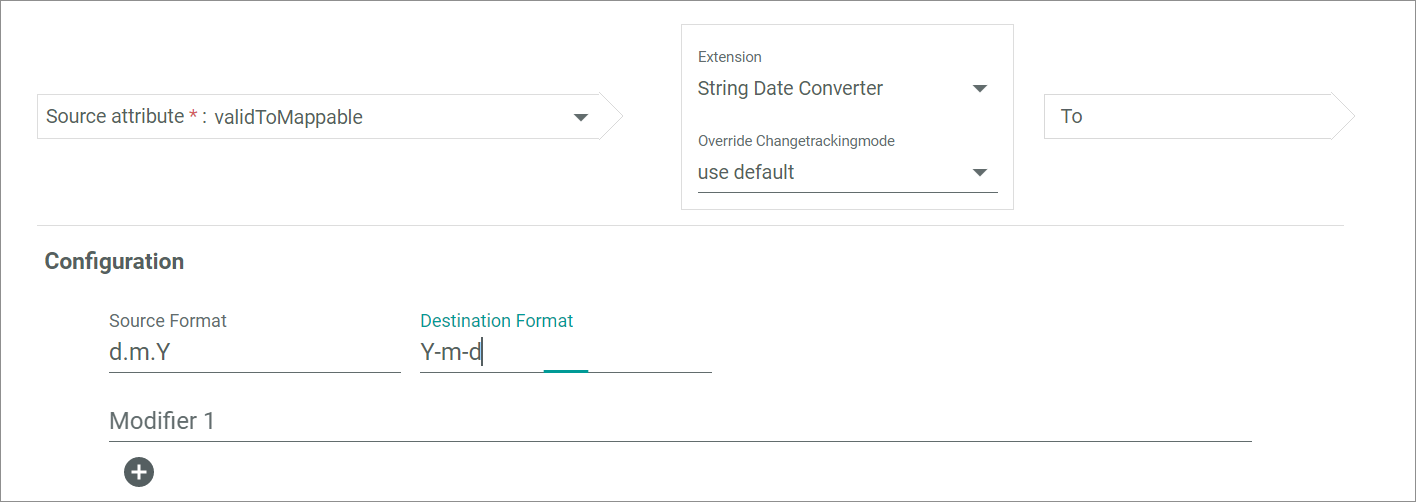 Extension
String Date Converter
Source attribute * : validToMappable
To
Override Changetrackingmode
use default
Configuration
Source Format
Destination Format
d.m.Y
Y-m-d
Modifier 1